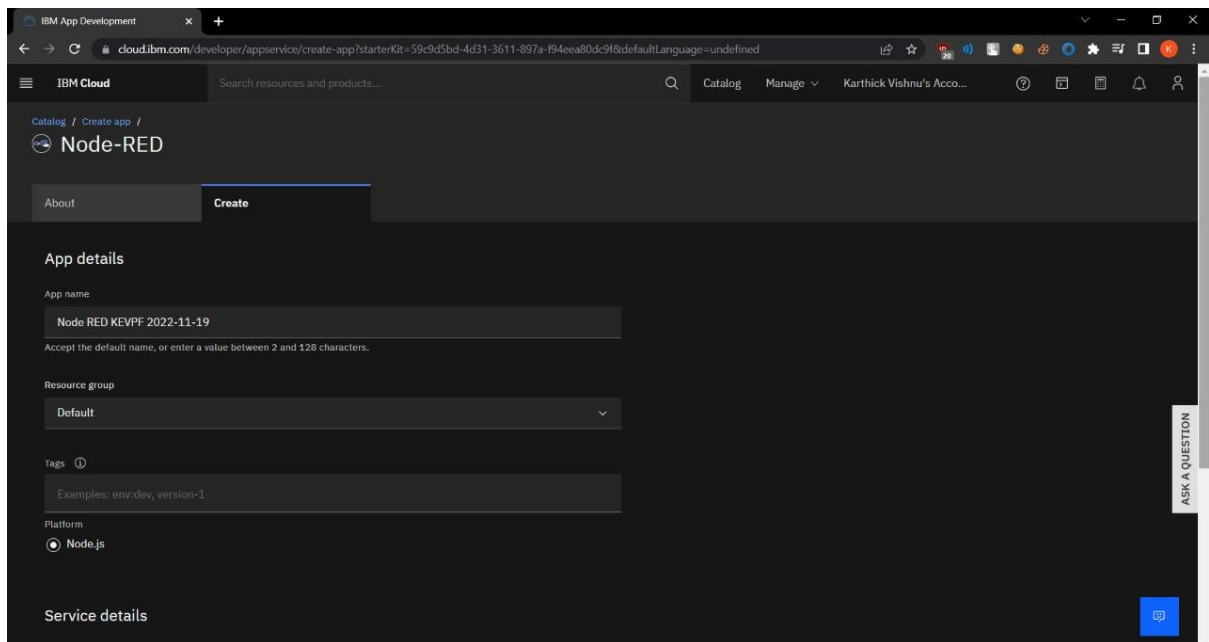 IBM App Development
cloud.ibm.com/developer/appservice/create-app?starterKit=59c9d5bd-4d31-3611-897a-f94eea80dc9f&defaultLanguage=undefined
20
K
IBM Cloud
Search resources and products...
Catalog
Manage
Karthick Vishnu's Acco...
Catalog / Create app /
Node-RED
About
Create
App details
App name
Node RED KEVPF 2022-11-19
Accept the default name, or enter a value between 2 and 128 characters.
Resource group
Default
Tags
Examples: env:dev, version-1
Platform
Node.js
ASK A QUESTION
Service details